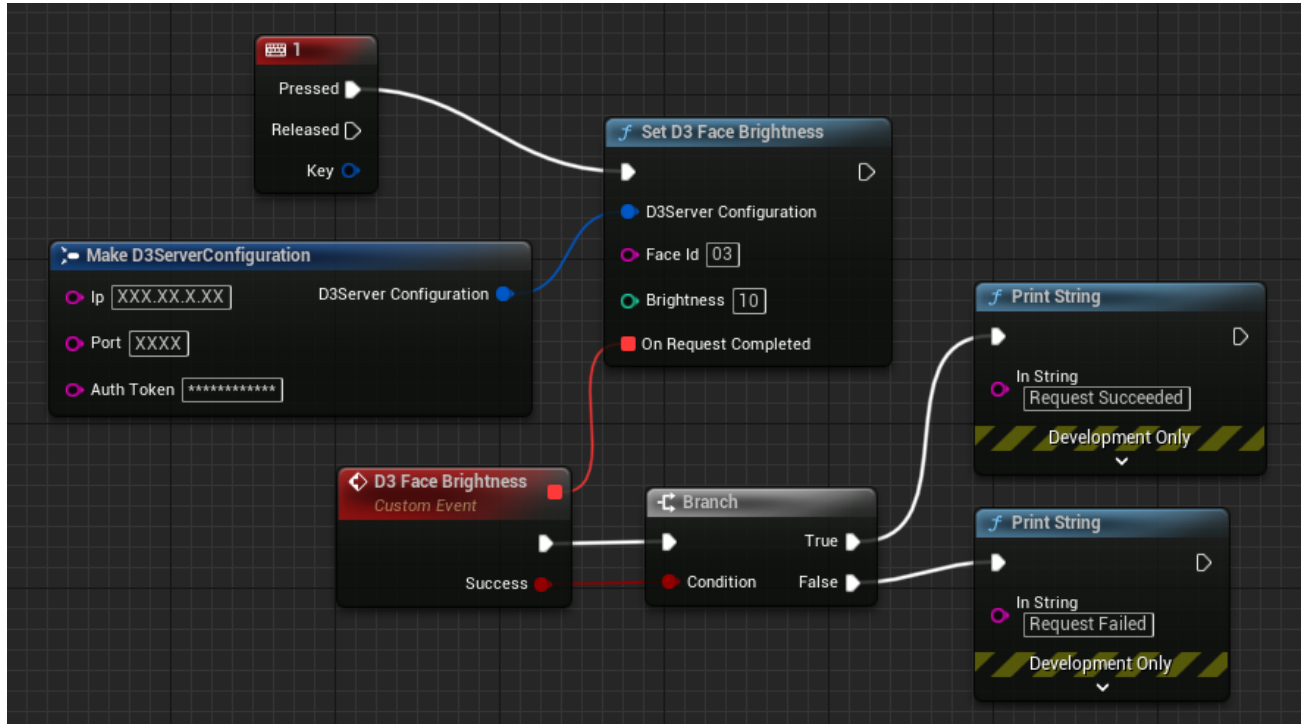 1
Pressed
Released
Key
Set D3 Face Brightness
D3Server Configuration
Face Id 03
Brightness 10
On Request Completed
Make D3ServerConfiguration
Ip XXX.XX.X.XX
D3Server Configuration
Port XXXX
Auth Token ************
Print String
In String
Request Succeeded
Development Only
D3 Face Brightness
Custom Event
Success
Branch
True
Condition
False
Print String
In String
Request Failed
Development Only